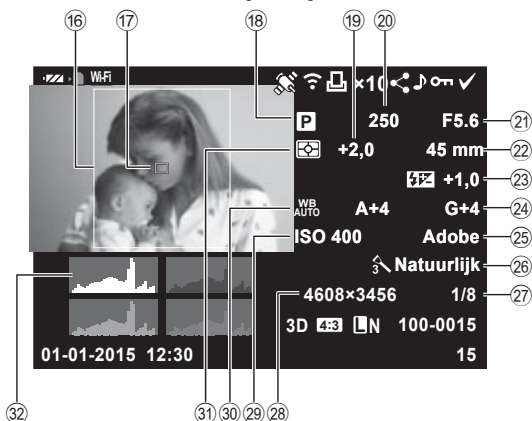 ⑯ ⑰ ⑱ ⑲ ⑳
Wi-Fi ×10
P 250 F5.6 ㉑
+2,0 45 mm ㉒
+1,0 ㉓
WB AUTO A+4 G+4 ㉔
ISO 400 Adobe ㉕
3 Natuurlijk ㉖
4608×3456 1/8 ㉗
3D 4:3 LN 100-0015
01-01-2015 12:30 15
㉜ ㉛ ㉚ ㉙ ㉘